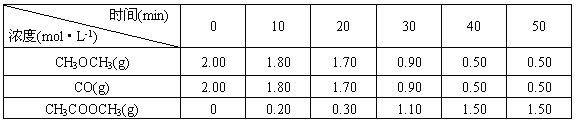 时间(min) 0 10 20 30 40 50
浓度(mol·L-1)
CH3OCH3(g) 2.00 1.80 1.70 0.90 0.50 0.50
CO(g) 2.00 1.80 1.70 0.90 0.50 0.50
CH3COOCH3(g) 0 0.20 0.30 1.10 1.50 1.50